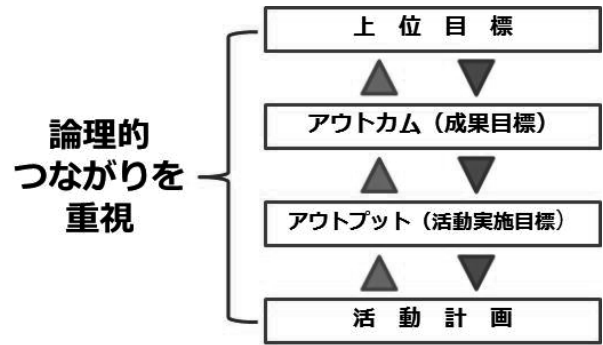 論理的
つながりを
重視
上 位 目 標
アウトカム（成果目標）
アウトプット（活動実施目標）
活 動 計 画